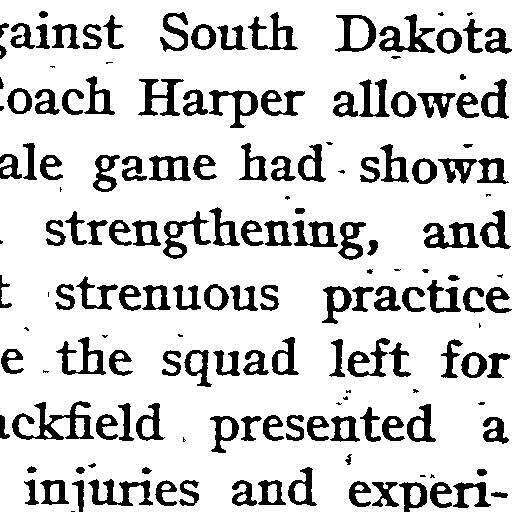 gainst South Dakota
Coach Harper allowed
ale game had shown
strengthening, and
t strenuous practice
e the squad left for
ackfield presented a
injuries and experi-